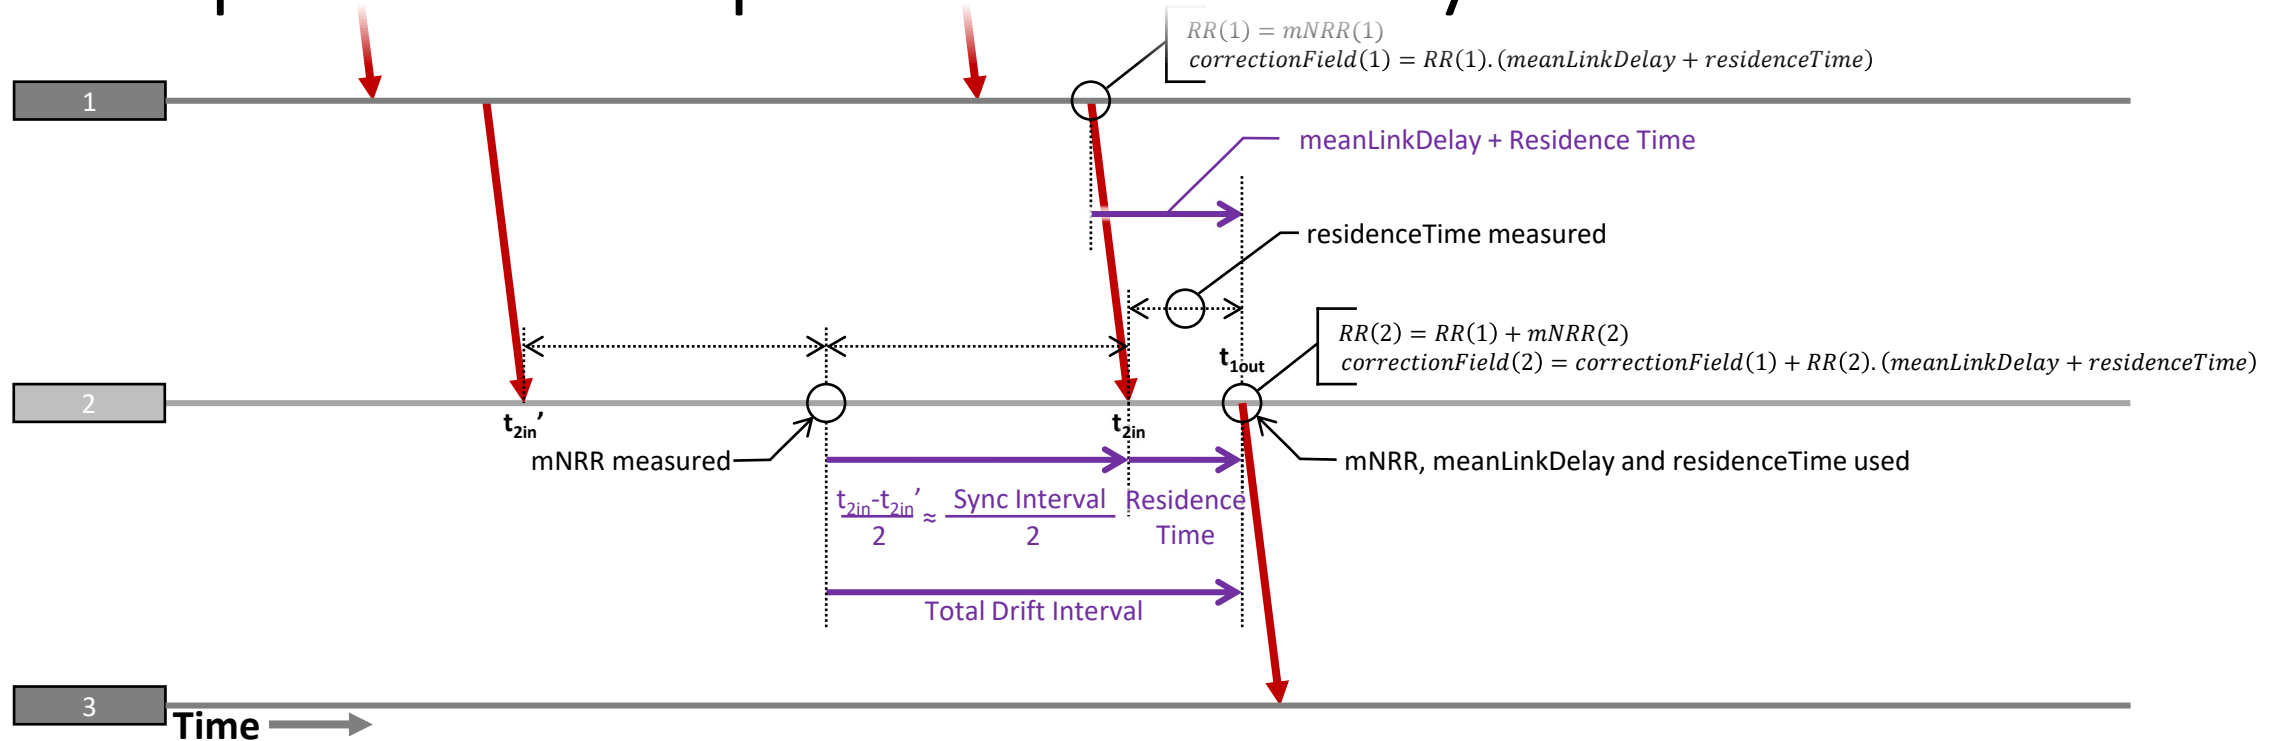 RR(1) = mNRR(1)
correctionField(1) = RR(1).(meanLinkDelay + residenceTime)
1
meanLinkDelay + Residence Time
residenceTime measured
RR(2) = RR(1) + mNRR(2)
correctionField(2) = correctionField(1) + RR(2).(meanLinkDelay + residenceTime)
t1out
2
t2in’
t2in
mNRR measured
mNRR, meanLinkDelay and residenceTime used
t2in-t2in’
2
≈
Sync Interval
2
Residence
Time
Total Drift Interval
3
Time